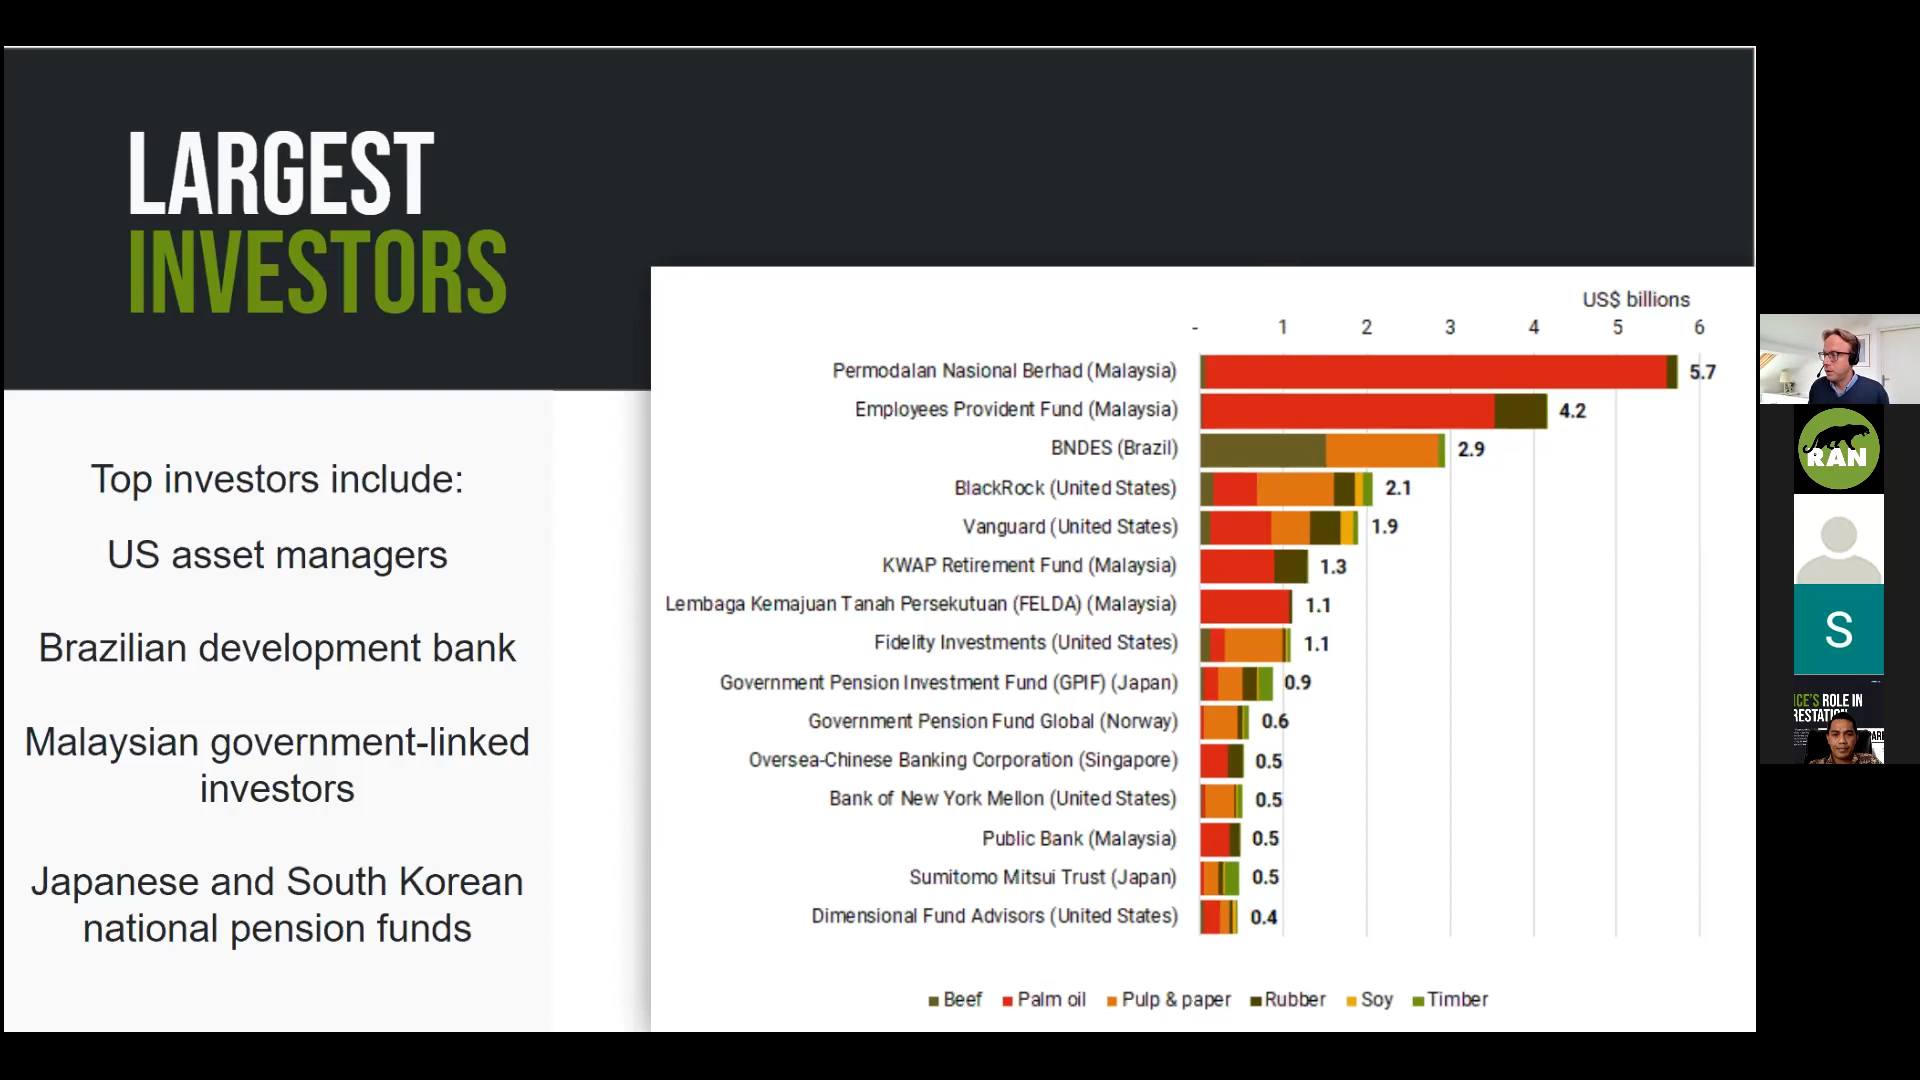 LARGEST
INVESTORS
Top investors include:
US asset managers
Brazilian development bank
Malaysian government-linked
investors
Japanese and South Korean
national pension funds
US$ billions
- 1 2 3 4 5 6
Permodalan Nasional Berhad (Malaysia) 5.7
Employees Provident Fund (Malaysia) 4.2
BNDES (Brazil) 2.9
BlackRock (United States) 2.1
Vanguard (United States) 1.9
KWAP Retirement Fund (Malaysia) 1.3
Lembaga Kemajuan Tanah Persekutuan (FELDA) (Malaysia) 1.1
Fidelity Investments (United States) 1.1
Government Pension Investment Fund (GPIF) (Japan) 0.9
Government Pension Fund Global (Norway) 0.6
Oversea-Chinese Banking Corporation (Singapore) 0.5
Bank of New York Mellon (United States) 0.5
Public Bank (Malaysia) 0.5
Sumitomo Mitsui Trust (Japan) 0.5
Dimensional Fund Advisors (United States) 0.4
Beef Palm oil Pulp & paper Rubber Soy Timber
RAN
S
ICE'S ROLE IN